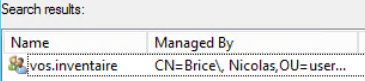 Search results:
Name Managed By
vos.inventaire CN=Brice\, Nicolas,OU=user...